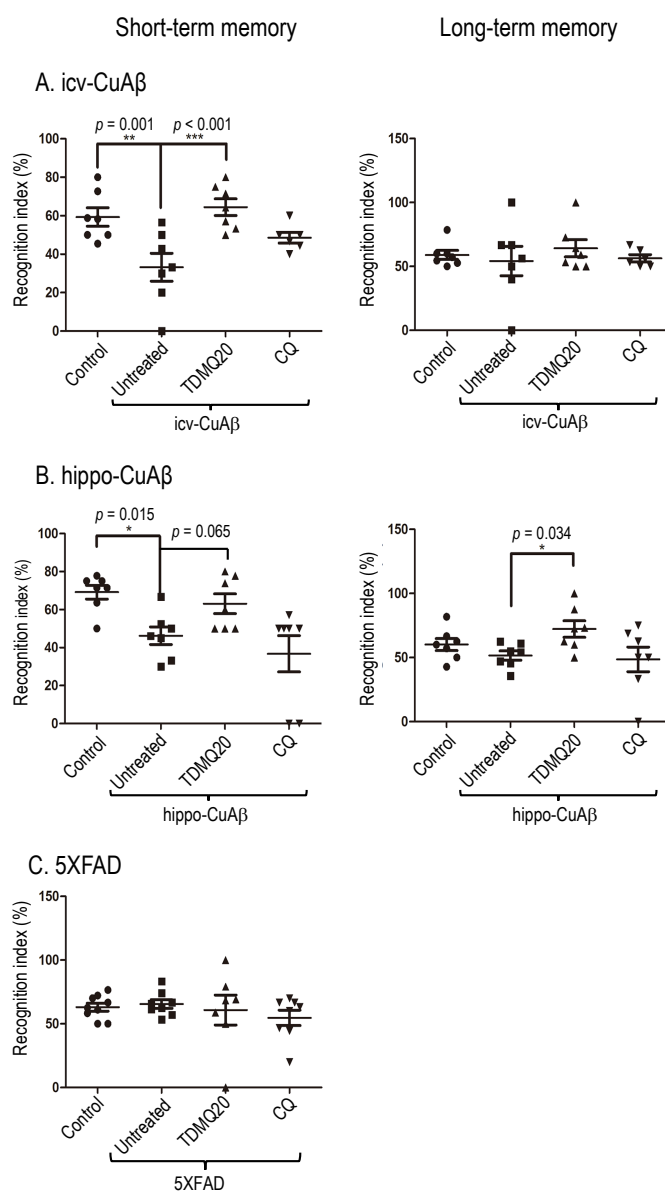 Short-term memory
Long-term memory
A. icv-CuAβ
p = 0.001
p < 0.001
**
***
Recognition index (%)
100
80
60
40
20
0
Control
Untreated
TDMQ20
CQ
icv-CuAβ
Recognition index (%)
150
100
50
0
Control
Untreated
TDMQ20
CQ
icv-CuAβ
B. hippo-CuAβ
p = 0.015
*
p = 0.065
Recognition index (%)
100
80
60
40
20
0
Control
Untreated
TDMQ20
CQ
hippo-CuAβ
p = 0.034
*
Recognition index (%)
150
100
50
0
Control
Untreated
TDMQ20
CQ
hippo-CuAβ
C. 5XFAD
Recognition index (%)
150
100
50
0
Control
Untreated
TDMQ20
CQ
5XFAD